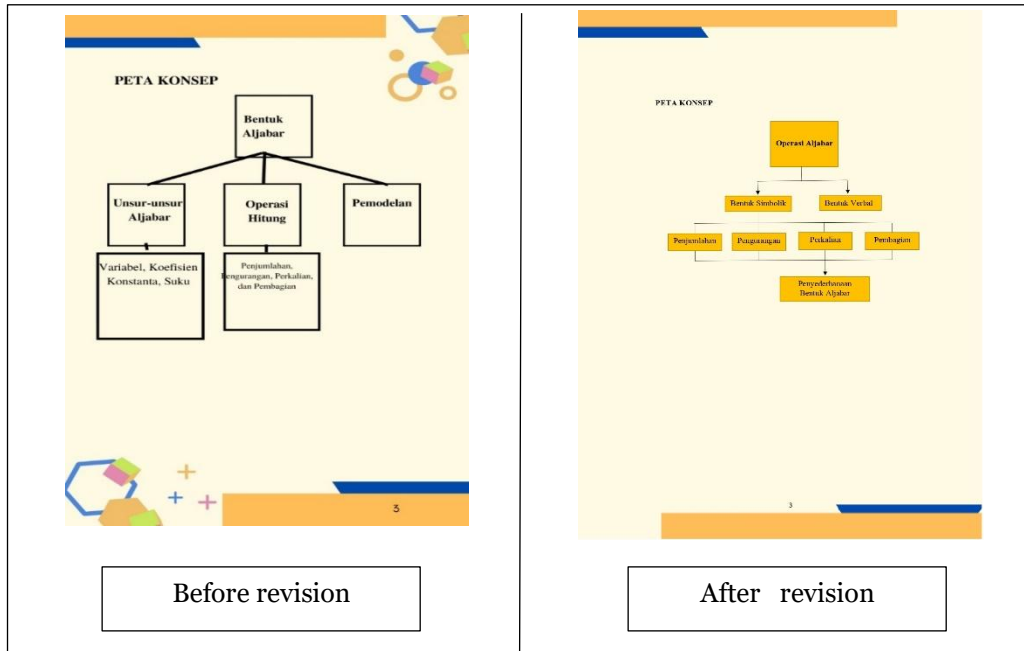 PETA KONSEP
Bentuk
Aljabar
Unsur-unsur
Aljabar
Operasi
Hitung
Pemodelan
Variabel, Koefisien
Konstanta, Suku
Penjumlahan,
Pengurangan, Perkalian,
dan Pembagian
3
Before revision
PETA KONSEP
Operasi Aljabar
Bentuk Simbolik
Bentuk Verbal
Penjumlahan
Pengurangan
Perkalian
Pembagian
Penyederhanaan
Bentuk Aljabar
3
After revision